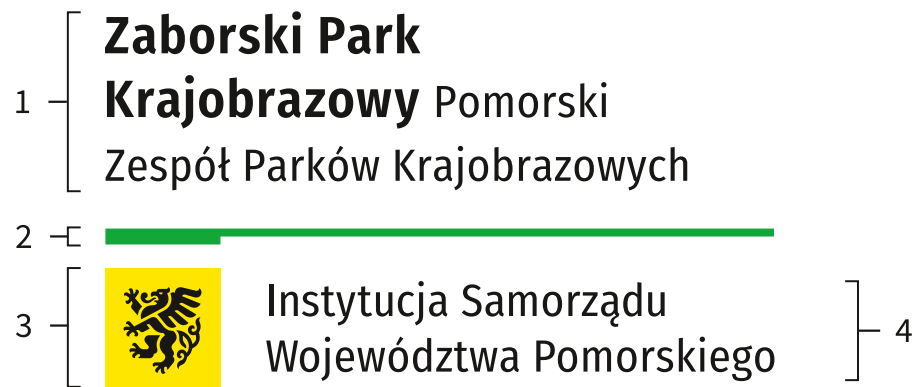 Zaborski Park
1 Krajobrazowy Pomorski
Zespół Parków Krajobrazowych
2
3 Instytucja Samorządu
Województwa Pomorskiego 4